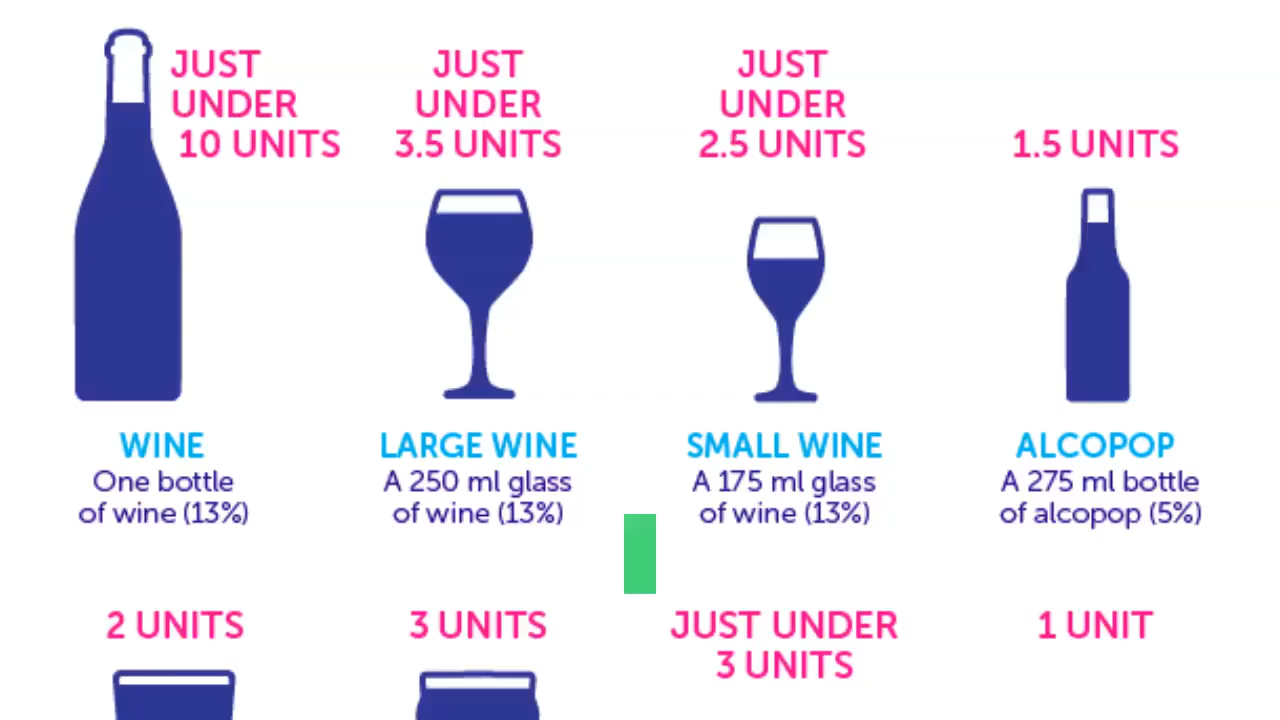 JUST
UNDER
10 UNITS
JUST
UNDER
3.5 UNITS
JUST
UNDER
2.5 UNITS
1.5 UNITS
WINE
One bottle
of wine (13%)
LARGE WINE
A 250 ml glass
of wine (13%)
SMALL WINE
A 175 ml glass
of wine (13%)
ALCOPOP
A 275 ml bottle
of alcopop (5%)
2 UNITS
3 UNITS
JUST UNDER
3 UNITS
1 UNIT